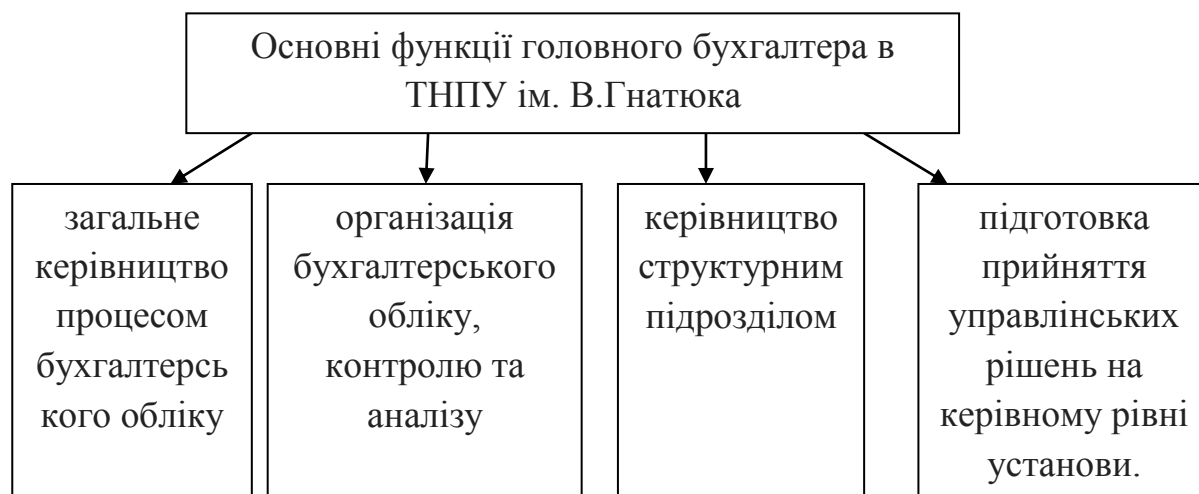 Основні функції головного бухгалтера в
ТНПУ ім. В.Гнатюка
загальне
керівництво
процесом
бухгалтерсь
кого обліку
організація
бухгалтерського
обліку,
контролю та
аналізу
керівництво
структурним
підрозділом
підготовка
прийняття
управлінських
рішень на
керівному рівні
установи.